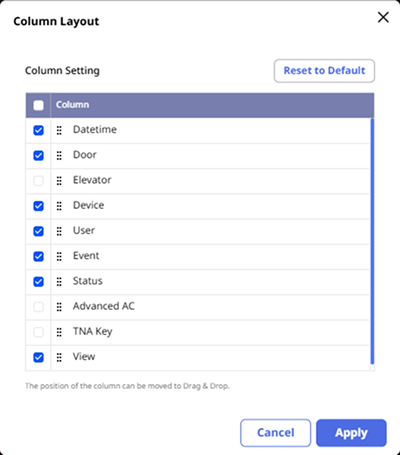 Column Layout
Column Setting
Reset to Default
Column
Datetime
Door
Elevator
Device
User
Event
Status
Advanced AC
TNA Key
View
The position of the column can be moved to Drag & Drop.
Cancel
Apply